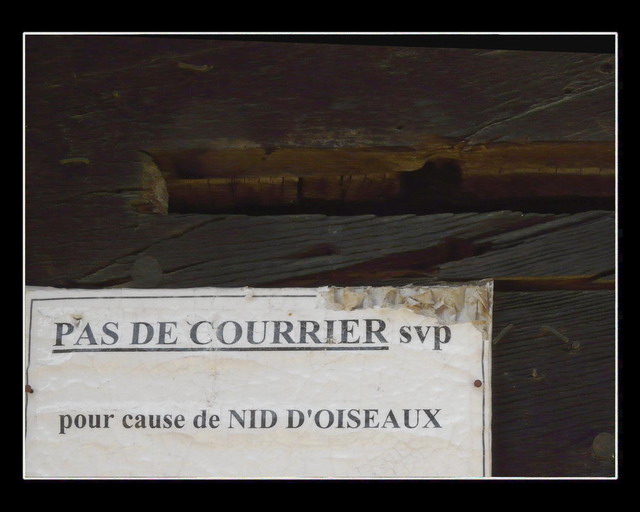 PAS DE COURRIER svp
pour cause de NID D'OISEAUX